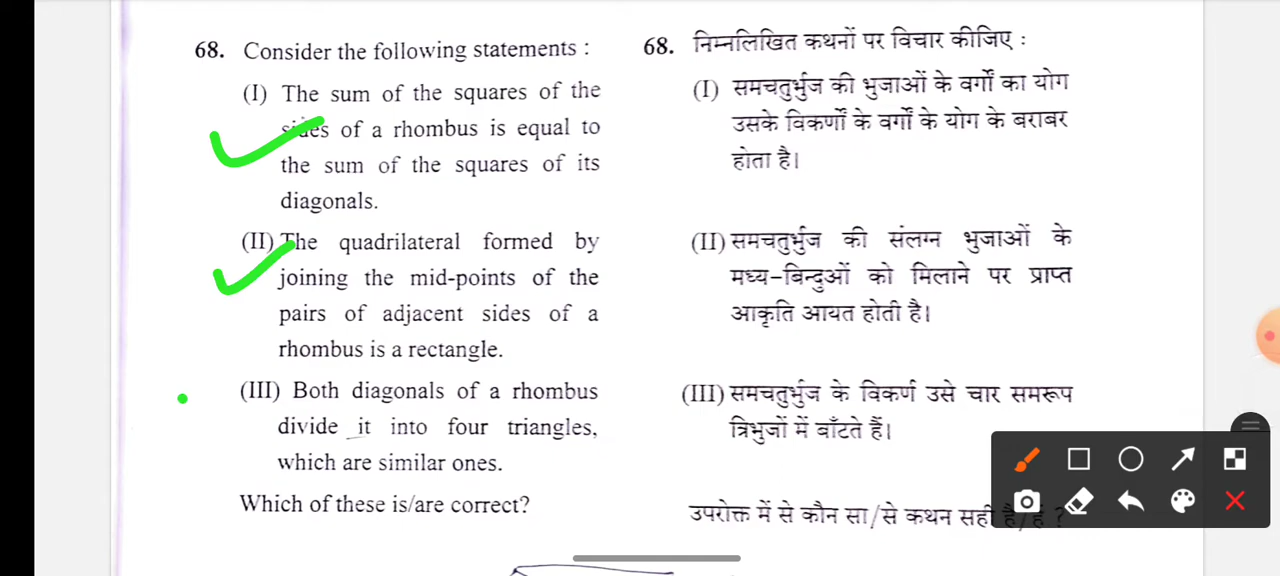 68. Consider the following statements :
(I) The sum of the squares of the
sides of a rhombus is equal to
the sum of the squares of its
diagonals.
(II) The quadrilateral formed by
joining the mid-points of the
pairs of adjacent sides of a
rhombus is a rectangle.
(III) Both diagonals of a rhombus
divide it into four triangles,
which are similar ones.
Which of these is/are correct?
68. निम्नलिखित कथनों पर विचार कीजिए :
(I) समचतुर्भुज की भुजाओं के वर्गों का योग
उसके विकर्णों के वर्गों के योग के बराबर
होता है।
(II) समचतुर्भुज की संलग्न भुजाओं के
मध्य-बिन्दुओं को मिलाने पर प्राप्त
आकृति आयत होती है।
(III) समचतुर्भुज के विकर्ण उसे चार समरूप
त्रिभुजों में बाँटते हैं।
उपरोक्त में से कौन सा/से कथन सही है/हैं ?